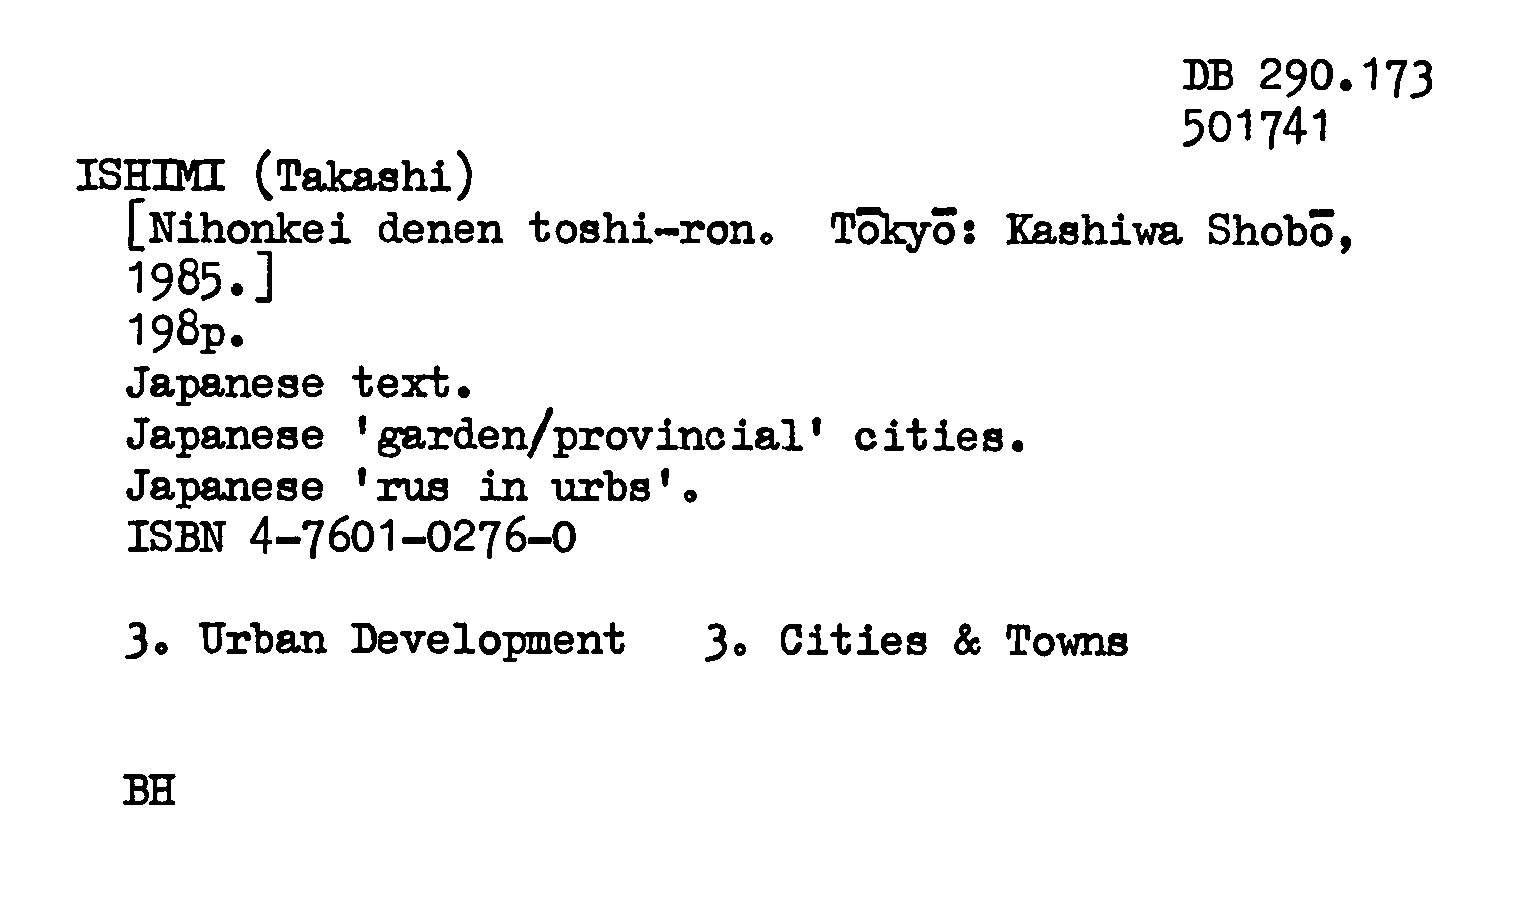 DB 290.173
501741
ISHIMI (Takashi)
[Nihonkei denen toshi-ron. Tōkyō: Kashiwa Shobō,
1985.]
198p.
Japanese text.
Japanese 'garden/provincial' cities.
Japanese 'rus in urbs'.
ISBN 4-7601-0276-0
3. Urban Development 3. Cities & Towns
BH